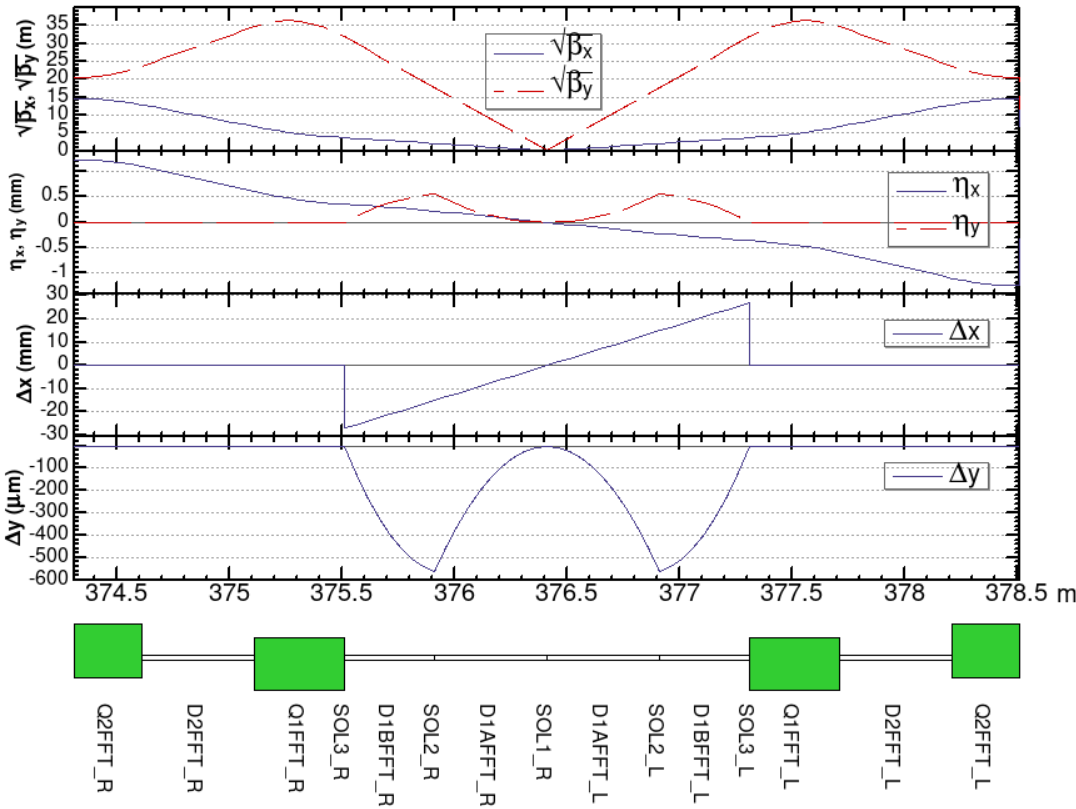 √βx, √βy (m)
35
30
25
20
15
10
5
0
√βx
√βy
ηx, ηy (mm)
0.5
0
-0.5
-1
ηx
ηy
Δx (mm)
30
20
10
0
-10
-20
-30
Δx
Δy (μm)
-100
-200
-300
-400
-500
-600
Δy
374.5 375 375.5 376 376.5 377 377.5 378 378.5 m
Q2FFT_R
D2FFT_R
Q1FFT_R
SOL3_R
D1BFFT_R
SOL2_R
D1AFFT_R
SOL1_R
D1AFFT_L
SOL2_L
D1BFFT_L
SOL3_L
Q1FFT_L
D2FFT_L
Q2FFT_L